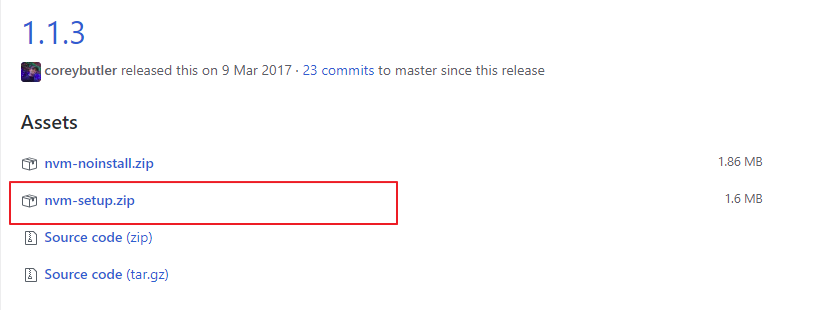 1.1.3
coreybutler released this on 9 Mar 2017 · 23 commits to master since this release
Assets
nvm-noinstall.zip 1.86 MB
nvm-setup.zip 1.6 MB
Source code (zip)
Source code (tar.gz)